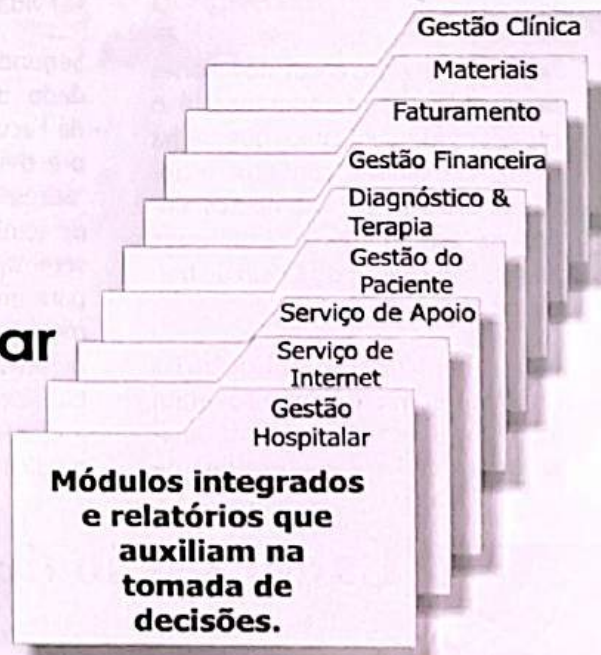 Gestão Clínica
Materiais
Faturamento
Gestão Financeira
Diagnóstico &
Terapia
Gestão do
Paciente
Serviço de Apoio
Serviço de
Internet
Gestão
Hospitalar
ar
Módulos integrados
e relatórios que
auxiliam na
tomada de
decisões.